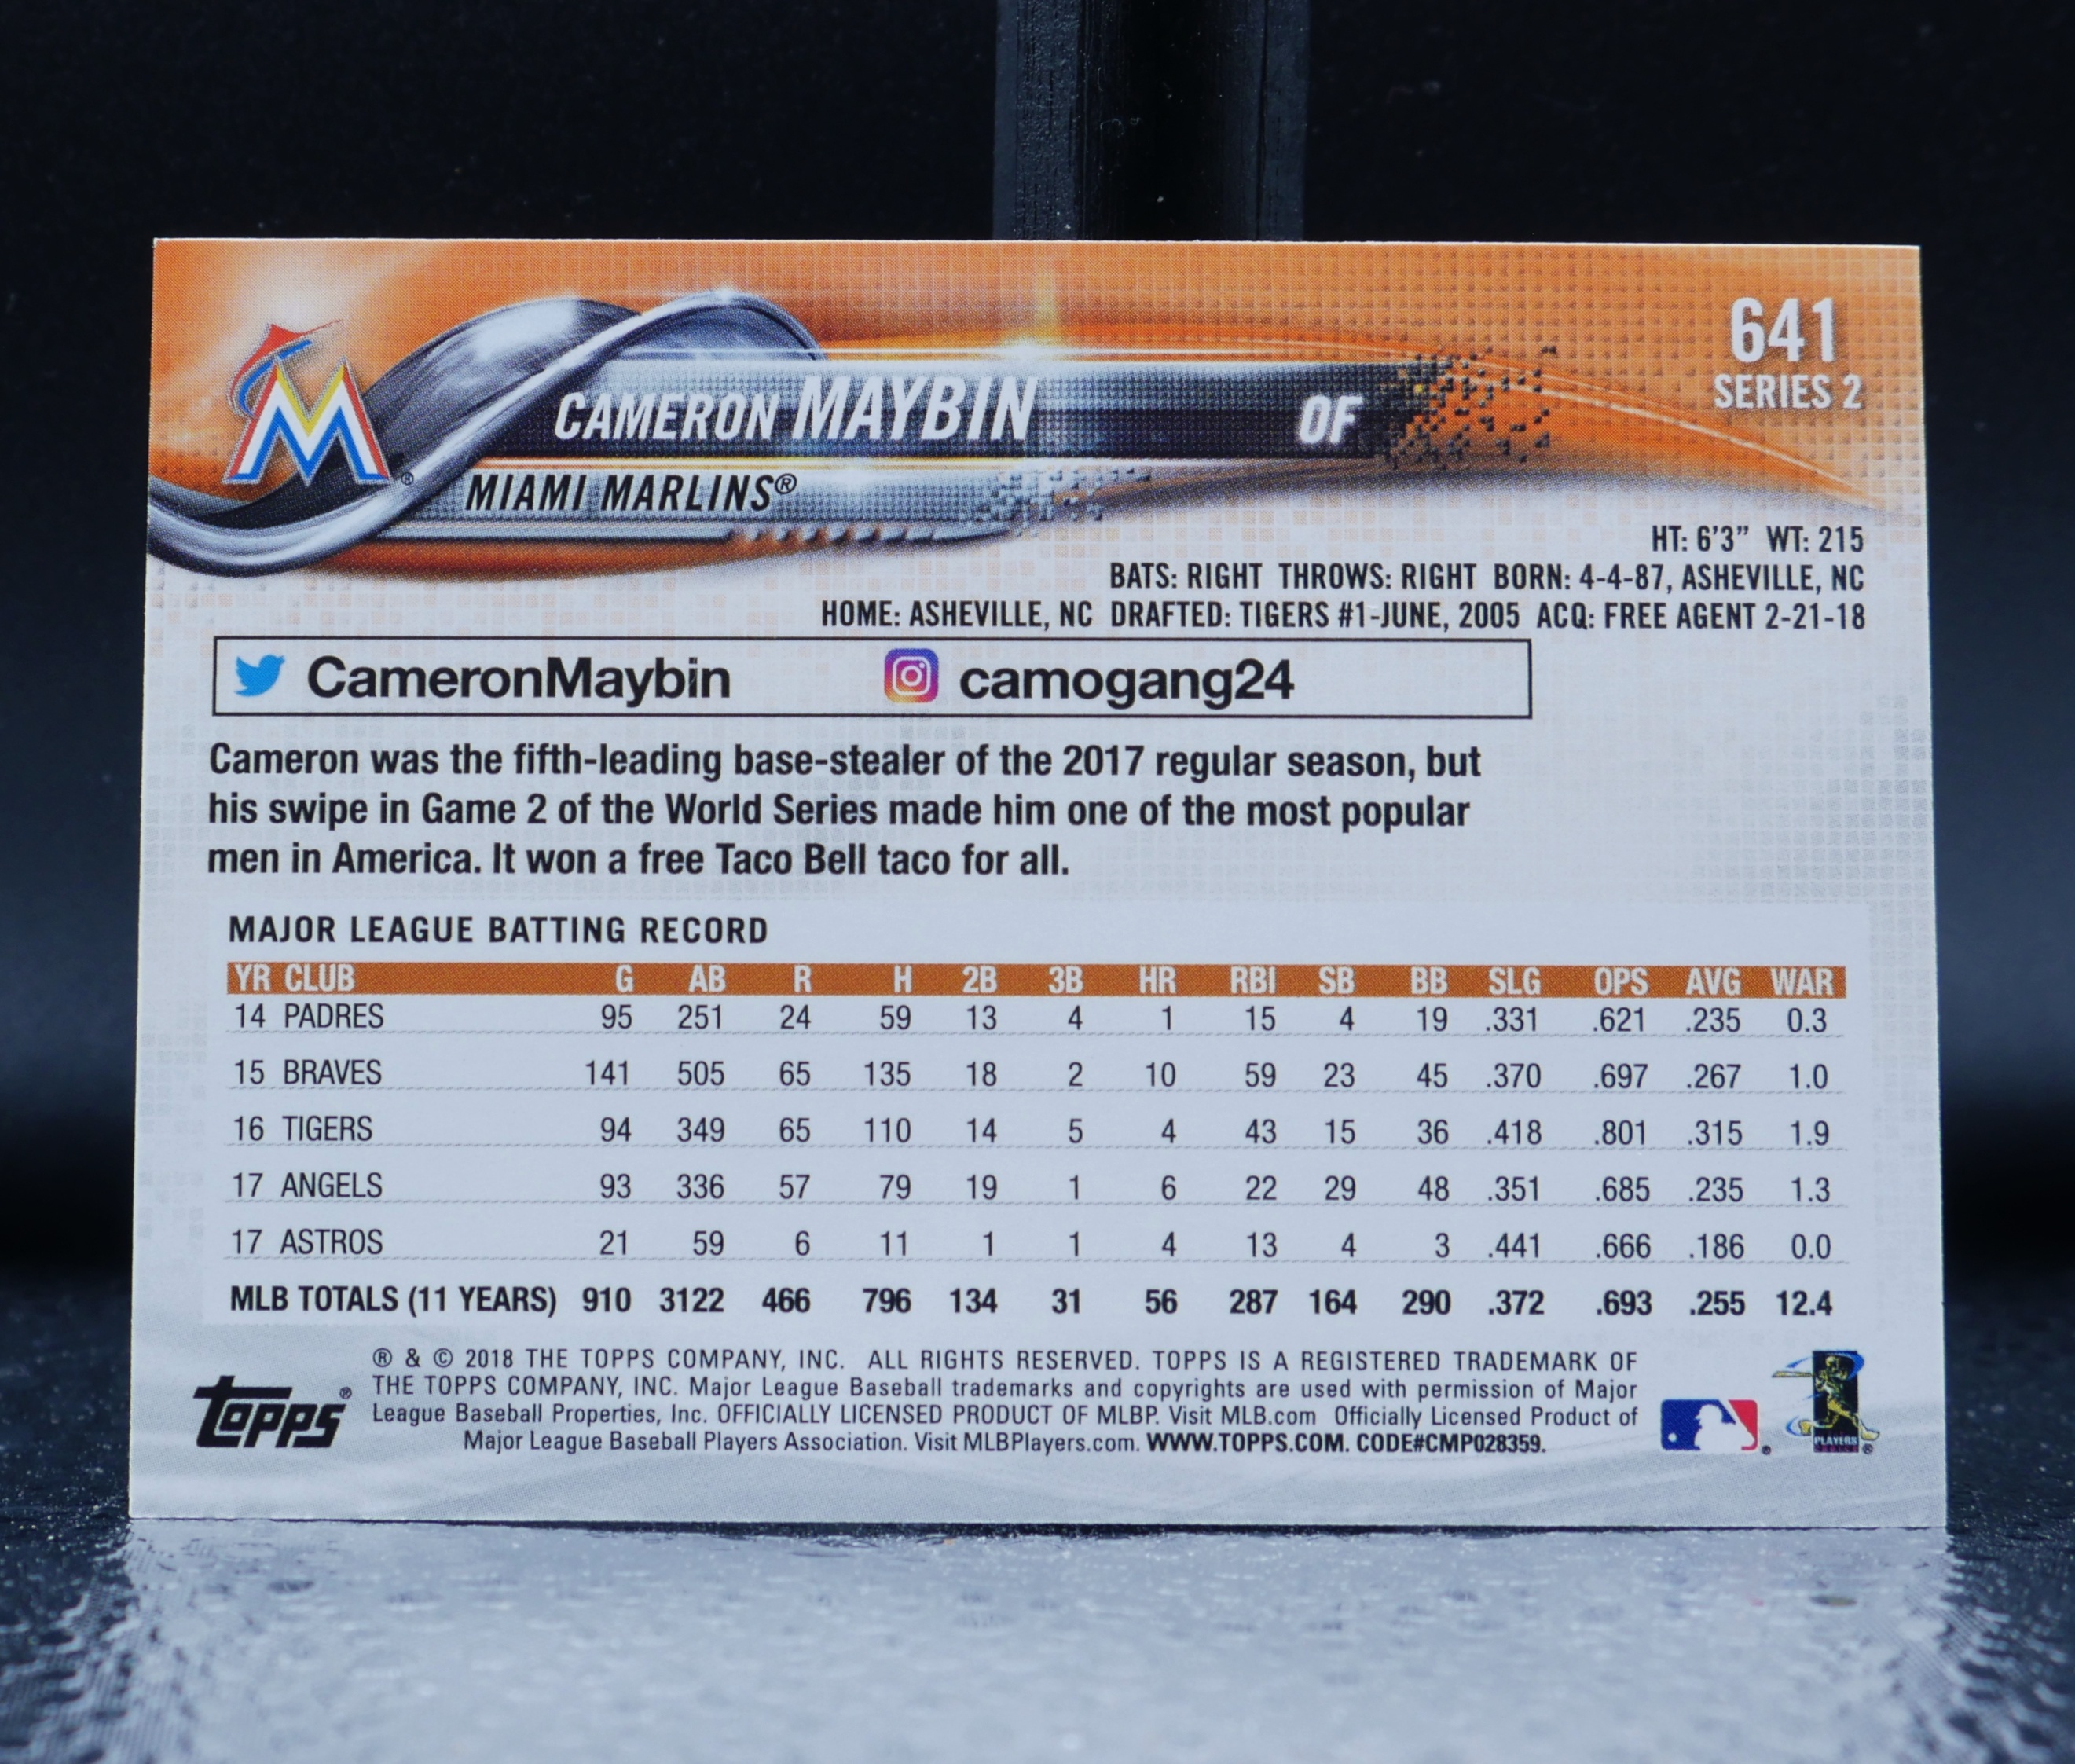 641
SERIES 2
CAMERON MAYBIN OF
M®
MIAMI MARLINS®
HT: 6'3" WT: 215
BATS: RIGHT THROWS: RIGHT BORN: 4-4-87, ASHEVILLE, NC
HOME: ASHEVILLE, NC DRAFTED: TIGERS #1-JUNE, 2005 ACQ: FREE AGENT 2-21-18
CameronMaybin camogang24
Cameron was the fifth-leading base-stealer of the 2017 regular season, but
his swipe in Game 2 of the World Series made him one of the most popular
men in America. It won a free Taco Bell taco for all.
MAJOR LEAGUE BATTING RECORD
YR CLUB G AB R H 2B 3B HR RBI SB BB SLG OPS AVG WAR
14 PADRES 95 251 24 59 13 4 1 15 4 19 .331 .621 .235 0.3
15 BRAVES 141 505 65 135 18 2 10 59 23 45 .370 .697 .267 1.0
16 TIGERS 94 349 65 110 14 5 4 43 15 36 .418 .801 .315 1.9
17 ANGELS 93 336 57 79 19 1 6 22 29 48 .351 .685 .235 1.3
17 ASTROS 21 59 6 11 1 1 4 13 4 3 .441 .666 .186 0.0
MLB TOTALS (11 YEARS) 910 3122 466 796 134 31 56 287 164 290 .372 .693 .255 12.4
® & © 2018 THE TOPPS COMPANY, INC. ALL RIGHTS RESERVED. TOPPS IS A REGISTERED TRADEMARK OF
THE TOPPS COMPANY, INC. Major League Baseball trademarks and copyrights are used with permission of Major
League Baseball Properties, Inc. OFFICIALLY LICENSED PRODUCT OF MLBP. Visit MLB.com Officially Licensed Product of
Major League Baseball Players Association. Visit MLBPlayers.com. WWW.TOPPS.COM. CODE#CMP028359.
Topps®
PLAYERS